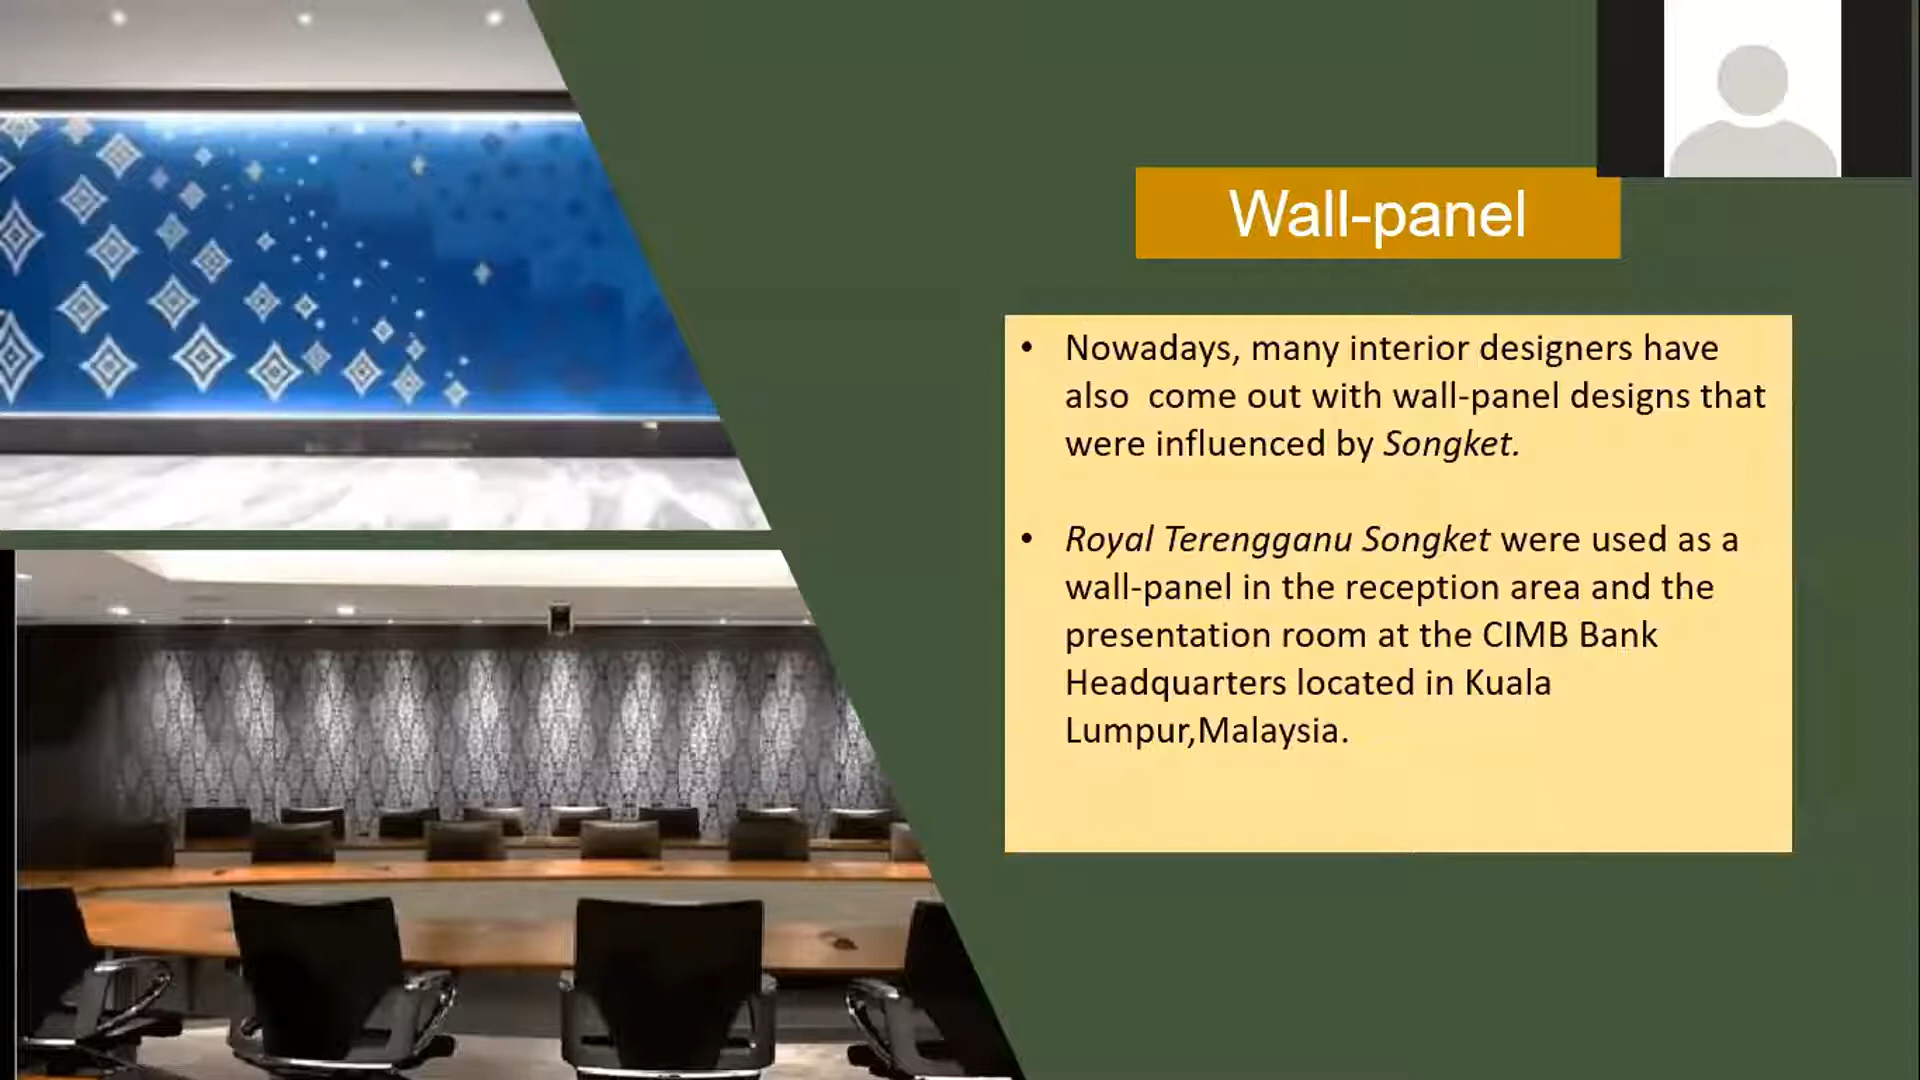 Wall-panel
• Nowadays, many interior designers have
also  come out with wall-panel designs that
were influenced by Songket.
• Royal Terengganu Songket were used as a
wall-panel in the reception area and the
presentation room at the CIMB Bank
Headquarters located in Kuala
Lumpur,Malaysia.